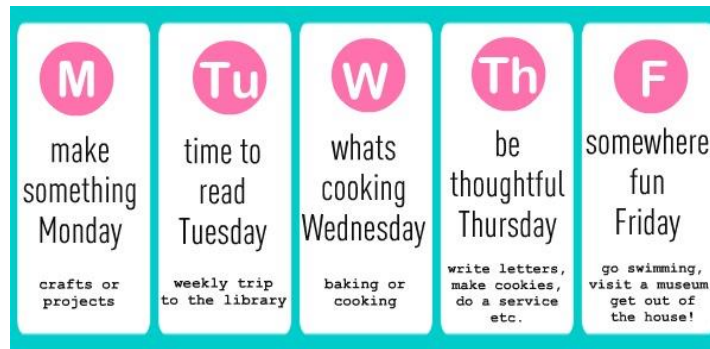 M
make
something
Monday
crafts or
projects
Tu
time to
read
Tuesday
weekly trip
to the library
W
whats
cooking
Wednesday
baking or
cooking
Th
be
thoughtful
Thursday
write letters,
make cookies,
do a service
etc.
F
somewhere
fun
Friday
go swimming,
visit a museum
get out of
the house!